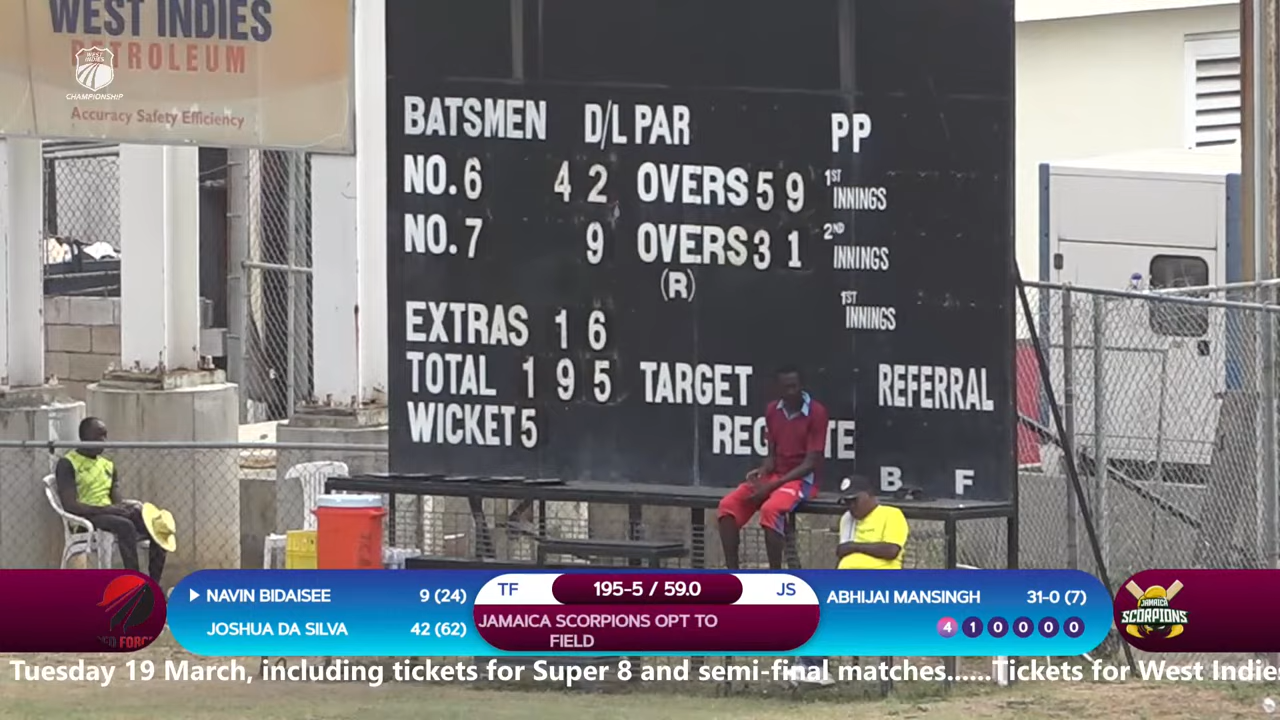 WEST INDIES
PETROLEUM
Accuracy Safety Efficiency
WEST INDIES
CHAMPIONSHIP
BATSMEN D/L PAR PP
NO.6 42 OVERS 59 1ST INNINGS
NO.7 9 OVERS 31 2ND INNINGS
(R)
1ST INNINGS
EXTRAS 16
TOTAL 195 TARGET REFERRAL
WICKET 5
B F
NAVIN BIDAISEE 9 (24)
JOSHUA DA SILVA 42 (62)
TF 195-5 / 59.0 JS
JAMAICA SCORPIONS OPT TO
FIELD
ABHIJAI MANSINGH 31-0 (7)
4 1 0 0 0 0
JAMAICA
SCORPIONS
Tuesday 19 March, including tickets for Super 8 and semi-final matches......Tickets for West Indies